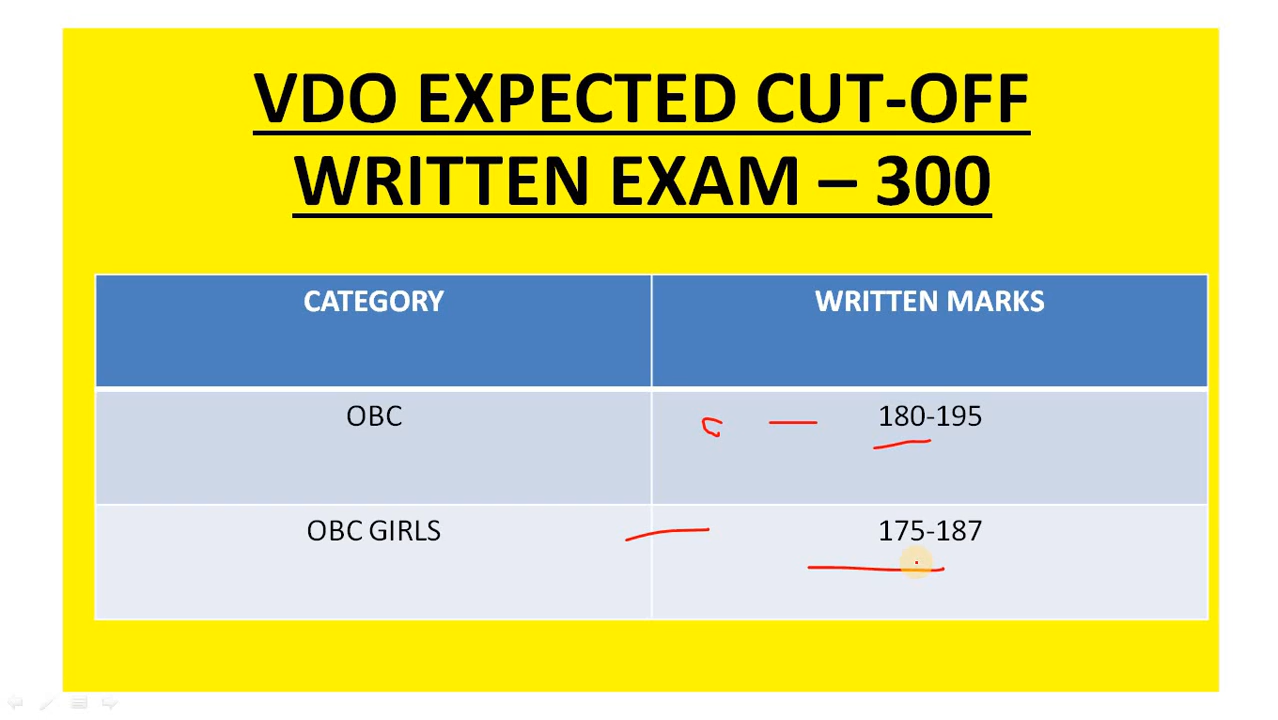 VDO EXPECTED CUT-OFF
WRITTEN EXAM – 300
CATEGORY WRITTEN MARKS
OBC 180-195
OBC GIRLS 175-187